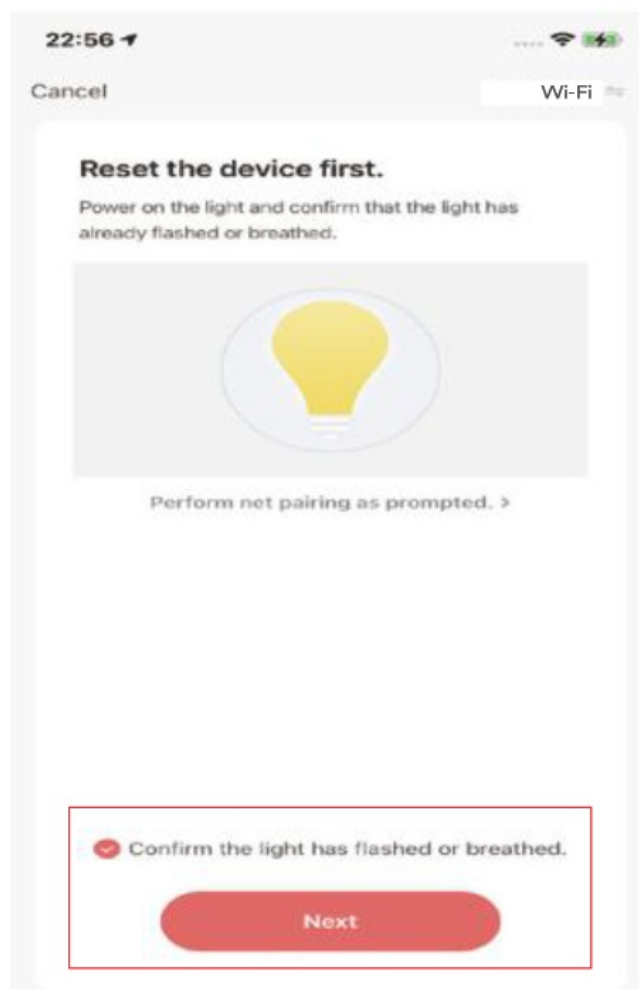 22:56
Cancel
Wi-Fi
Reset the device first.
Power on the light and confirm that the light has
already flashed or breathed.
Perform net pairing as prompted. >
Confirm the light has flashed or breathed.
Next